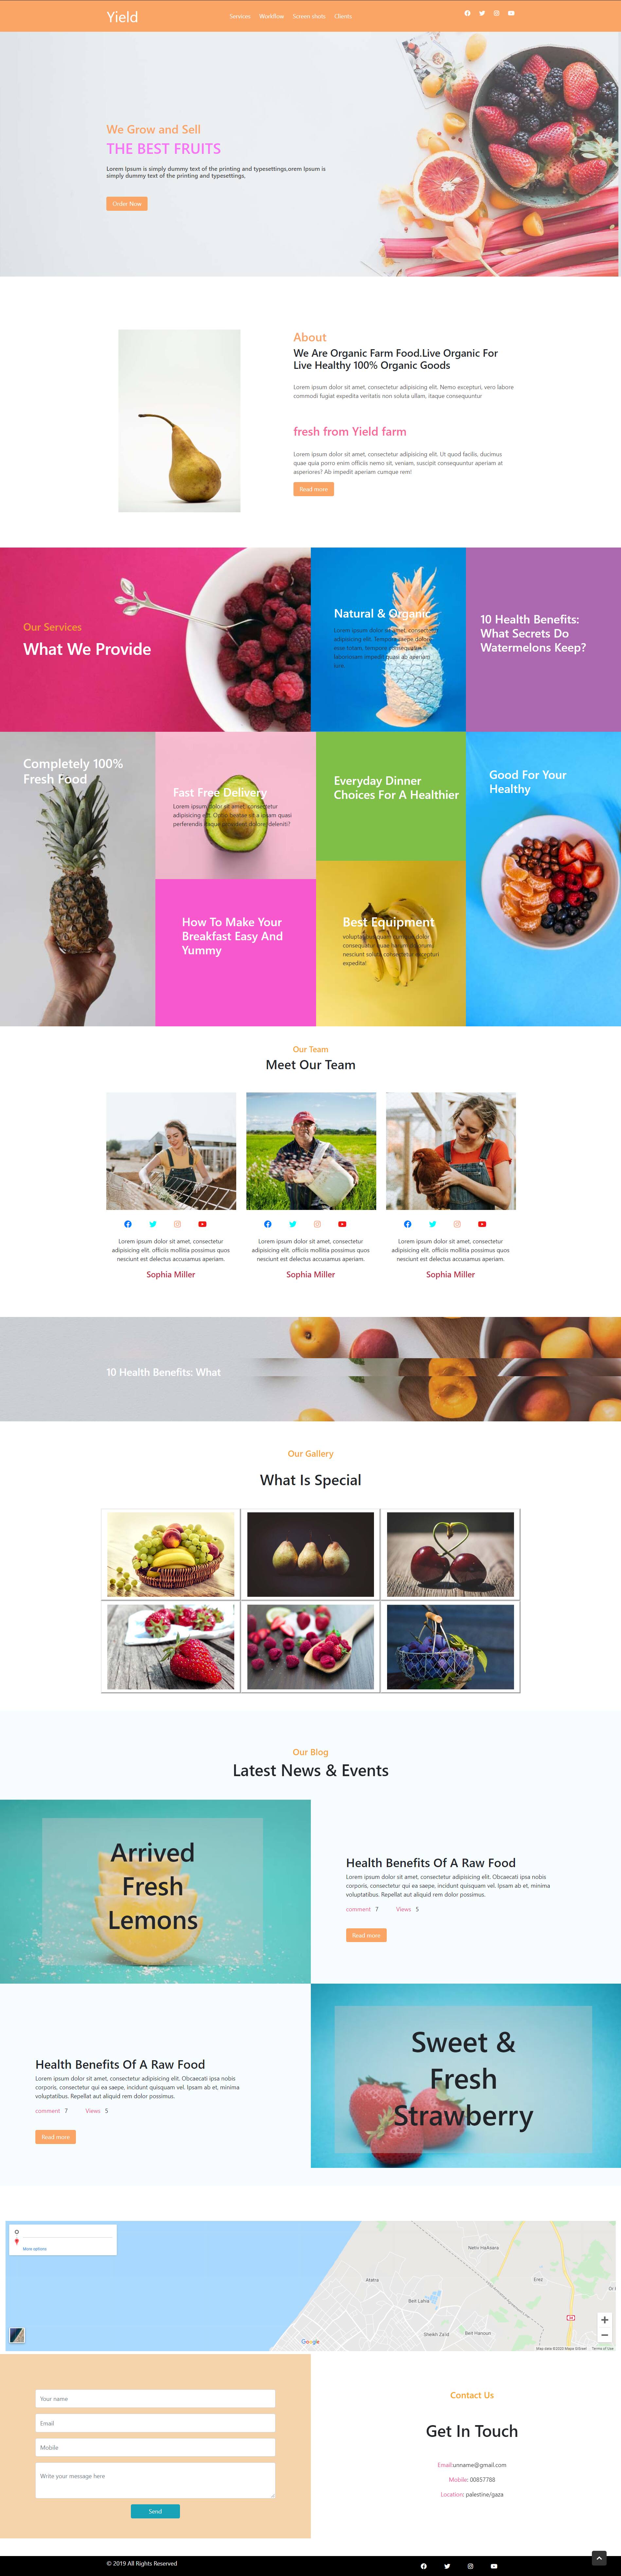 Yield
Services Workflow Screen shots Clients
We Grow and Sell
THE BEST FRUITS
Lorem Ipsum is simply dummy text of the printing and typesettings,orem Ipsum is
simply dummy text of the printing and typesettings,
Order Now
About
We Are Organic Farm Food.Live Organic For
Live Healthy 100% Organic Goods
Lorem ipsum dolor sit amet, consectetur adipisicing elit. Nemo excepturi, vero labore
commodi fugiat expedita veritatis non soluta ullam, itaque consequuntur
fresh from Yield farm
Lorem ipsum dolor sit amet, consectetur adipisicing elit. Ut quod facilis, ducimus
quae quia porro enim officiis nemo sit, veniam, suscipit consequuntur aperiam at
asperiores? Ab impedit aperiam cumque rem!
Read more
Our Services
What We Provide
Natural & Organic
Lorem ipsum dolor sit amet, consectetur
adipisicing elit. Tempora saepe dolore
esse totam, tempore consequatur
laboriosam impedit quasi ab aperiam
10 Health Benefits:
What Secrets Do
Watermelons Keep?
Completely 100%
Fresh Food
Fast Free Delivery
Lorem ipsum dolor sit amet, consectetur
adipisicing elit. Optio beatae sit a ipsam quasi
perferendis deleniti?
Everyday Dinner
Choices For A Healthier
Good For Your
Healthy
How To Make Your
Breakfast Easy And
Yummy
Best Equipment
voluptas dolor
consequatur
nesciunt soluta excepturi
expedita!
Our Team
Meet Our Team
Lorem ipsum dolor sit amet, consectetur
adipisicing elit. officiis mollitia possimus quos
nesciunt est delectus accusamus aperiam.
Sophia Miller
Lorem ipsum dolor sit amet, consectetur
adipisicing elit. officiis mollitia possimus quos
nesciunt est delectus accusamus aperiam.
Sophia Miller
Lorem ipsum dolor sit amet, consectetur
adipisicing elit. officiis mollitia possimus quos
nesciunt est delectus accusamus aperiam.
Sophia Miller
10 Health Benefits: What
Our Gallery
What Is Special
Our Blog
Latest News & Events
Arrived
Fresh
Lemons
Health Benefits Of A Raw Food
Lorem ipsum dolor sit amet, consectetur adipisicing elit. Obcaecati ipsa nobis
corporis, consectetur qui ea saepe, incidunt quisquam vel. Ipsam ab et, minima
voluptatibus. Repellat aut aliquid rem dolor possimus.
comment 7 Views 5
Read more
Health Benefits Of A Raw Food
Lorem ipsum dolor sit amet, consectetur adipisicing elit. Obcaecati ipsa nobis
corporis, consectetur qui ea saepe, incidunt quisquam vel. Ipsam ab et, minima
voluptatibus. Repellat aut aliquid rem dolor possimus.
comment 7 Views 5
Read more
Sweet &
Fresh
Strawberry
More options
Netiv HaAsara
Atatra
Erez
Beit Lahia
Sheikh Za'id
Beit Hanoun
Google
Map data ©2020 Mapa GISrael Terms of Use
Your name
Email
Mobile
Write your message here
Send
Contact Us
Get In Touch
Email:unname@gmail.com
Mobile: 00857788
Location: palestine/gaza
© 2019 All Rights Reserved